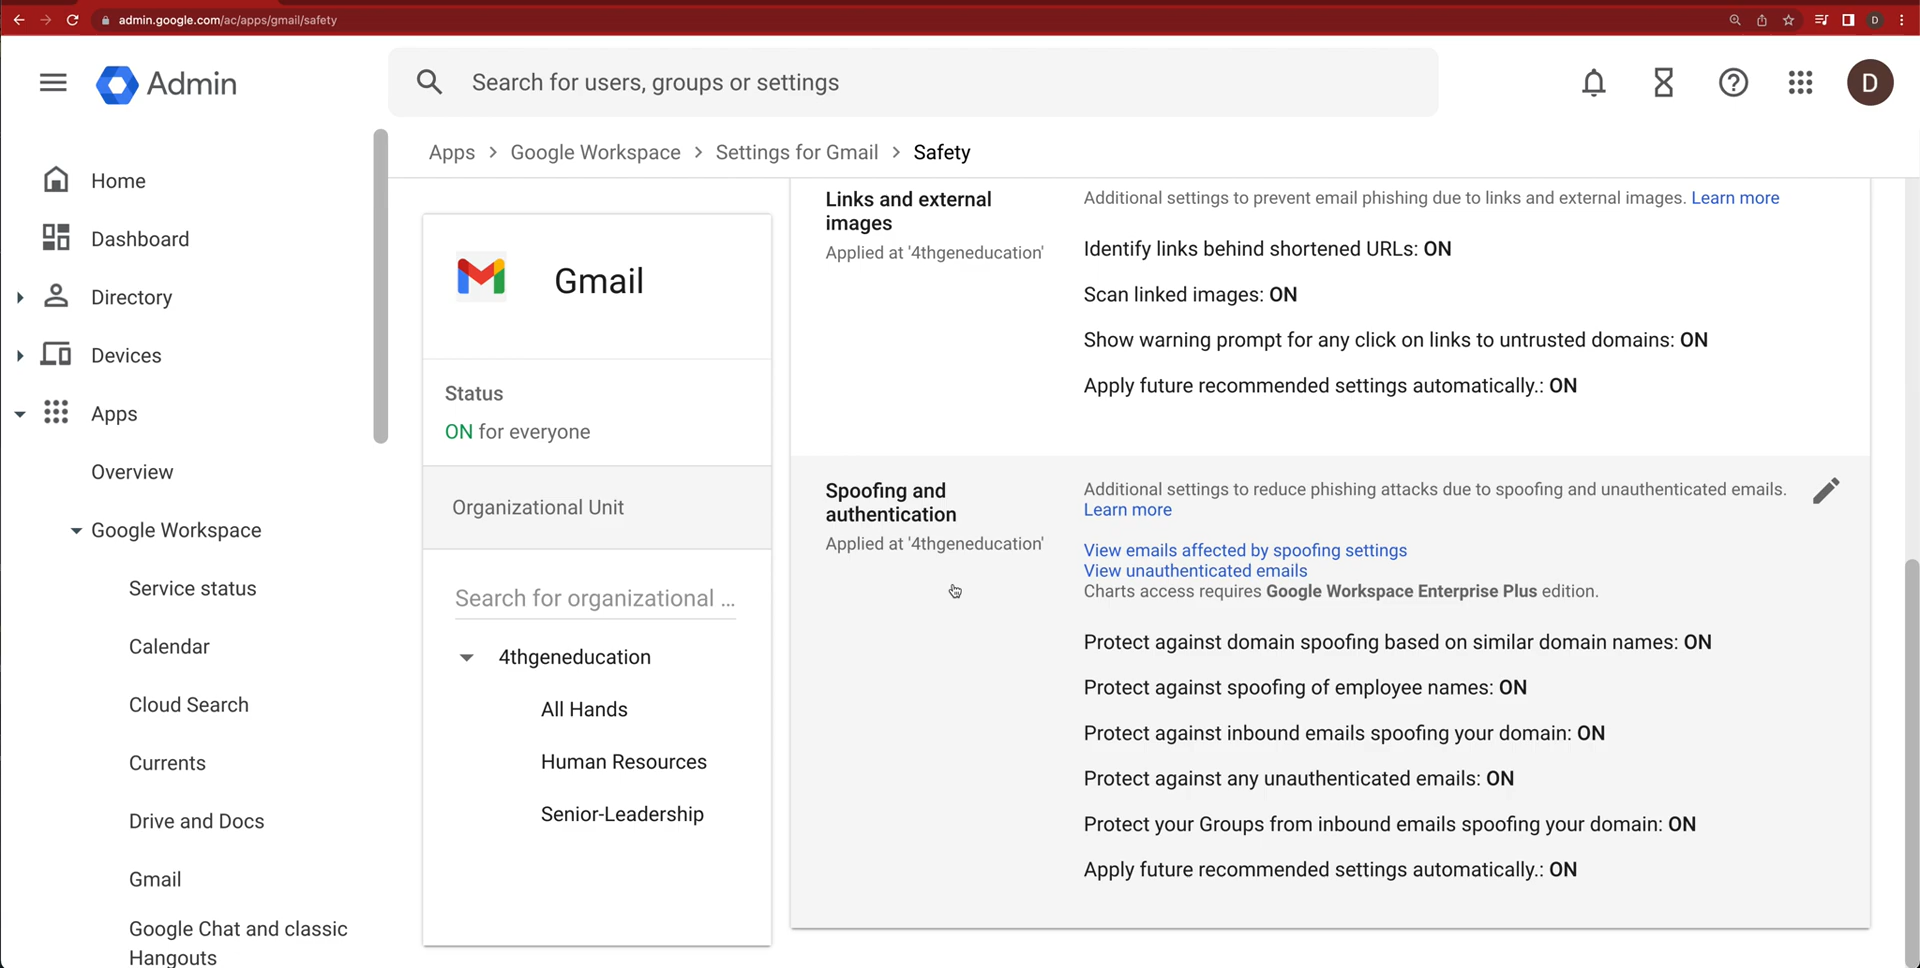 admin.google.com/ac/apps/gmail/safety
D
Admin
Search for users, groups or settings
D
Home
Dashboard
Directory
Devices
Apps
Overview
Google Workspace
Service status
Calendar
Cloud Search
Currents
Drive and Docs
Gmail
Google Chat and classic
Hangouts
Apps > Google Workspace > Settings for Gmail > Safety
Gmail
Status
ON for everyone
Organizational Unit
Search for organizational ...
4thgeneducation
All Hands
Human Resources
Senior-Leadership
Links and external
images
Applied at '4thgeneducation'
Additional settings to prevent email phishing due to links and external images. Learn more
Identify links behind shortened URLs: ON
Scan linked images: ON
Show warning prompt for any click on links to untrusted domains: ON
Apply future recommended settings automatically.: ON
Spoofing and
authentication
Applied at '4thgeneducation'
Additional settings to reduce phishing attacks due to spoofing and unauthenticated emails.
Learn more
View emails affected by spoofing settings
View unauthenticated emails
Charts access requires Google Workspace Enterprise Plus edition.
Protect against domain spoofing based on similar domain names: ON
Protect against spoofing of employee names: ON
Protect against inbound emails spoofing your domain: ON
Protect against any unauthenticated emails: ON
Protect your Groups from inbound emails spoofing your domain: ON
Apply future recommended settings automatically.: ON